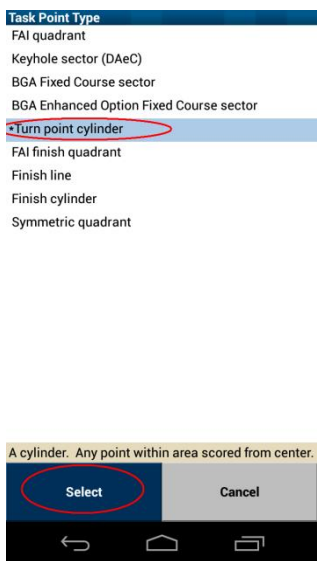 Task Point Type
FAI quadrant
Keyhole sector (DAeC)
BGA Fixed Course sector
BGA Enhanced Option Fixed Course sector
*Turn point cylinder
FAI finish quadrant
Finish line
Finish cylinder
Symmetric quadrant
A cylinder. Any point within area scored from center.
Select
Cancel